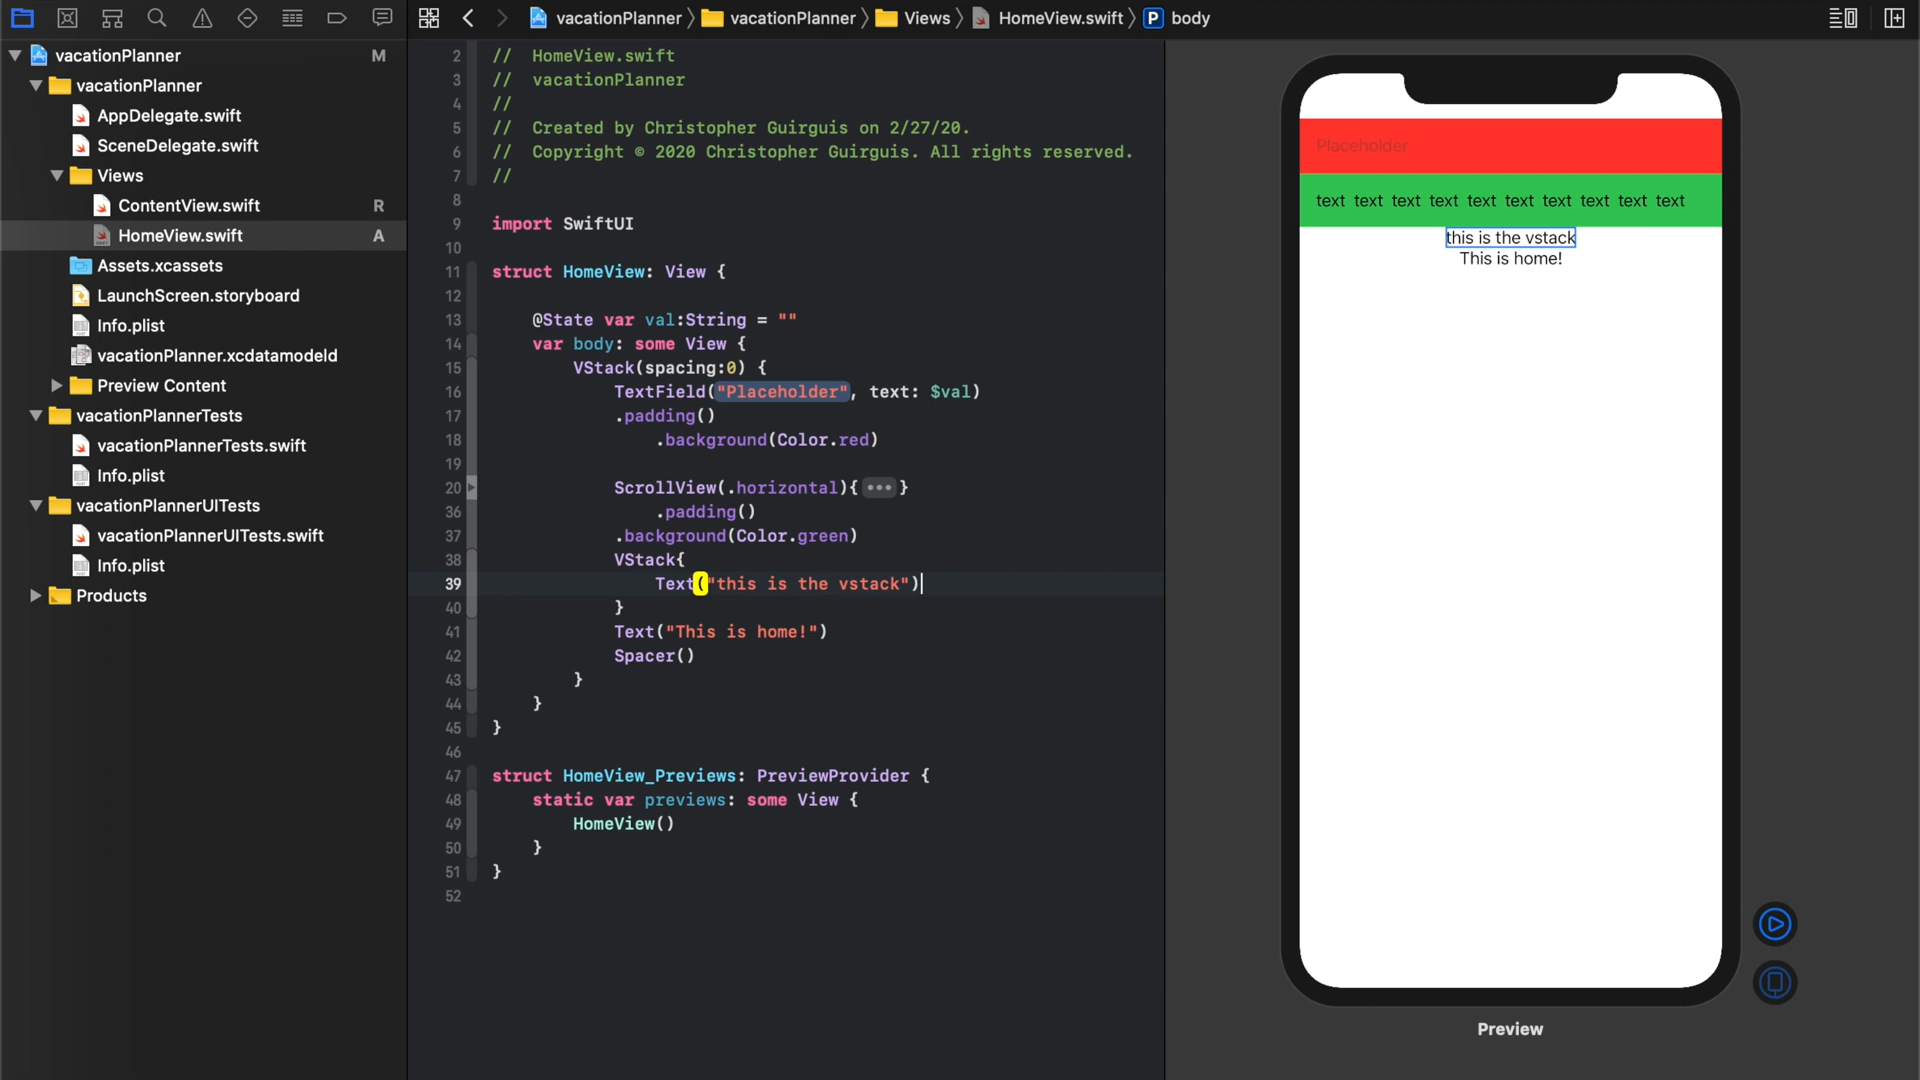 vacationPlanner vacationPlanner Views HomeView.swift P body
vacationPlanner M
vacationPlanner
AppDelegate.swift
SceneDelegate.swift
Views
ContentView.swift R
HomeView.swift A
Assets.xcassets
LaunchScreen.storyboard
Info.plist
vacationPlanner.xcdatamodeld
Preview Content
vacationPlannerTests
vacationPlannerTests.swift
Info.plist
vacationPlannerUITests
vacationPlannerUITests.swift
Info.plist
Products
2 //  HomeView.swift
3 //  vacationPlanner
4 //
5 //  Created by Christopher Guirguis on 2/27/20.
6 //  Copyright © 2020 Christopher Guirguis. All rights reserved.
7 //
8
9 import SwiftUI
10
11 struct HomeView: View {
12
13     @State var val:String = ""
14     var body: some View {
15         VStack(spacing:0) {
16             TextField("Placeholder", text: $val)
17             .padding()
18                 .background(Color.red)
19
20             ScrollView(.horizontal){ ••• }
36                 .padding()
37             .background(Color.green)
38             VStack{
39                 Text("this is the vstack")
40             }
41             Text("This is home!")
42             Spacer()
43         }
44     }
45 }
46
47 struct HomeView_Previews: PreviewProvider {
48     static var previews: some View {
49         HomeView()
50     }
51 }
52
Placeholder
text text text text text text text text text text
this is the vstack
This is home!
Preview